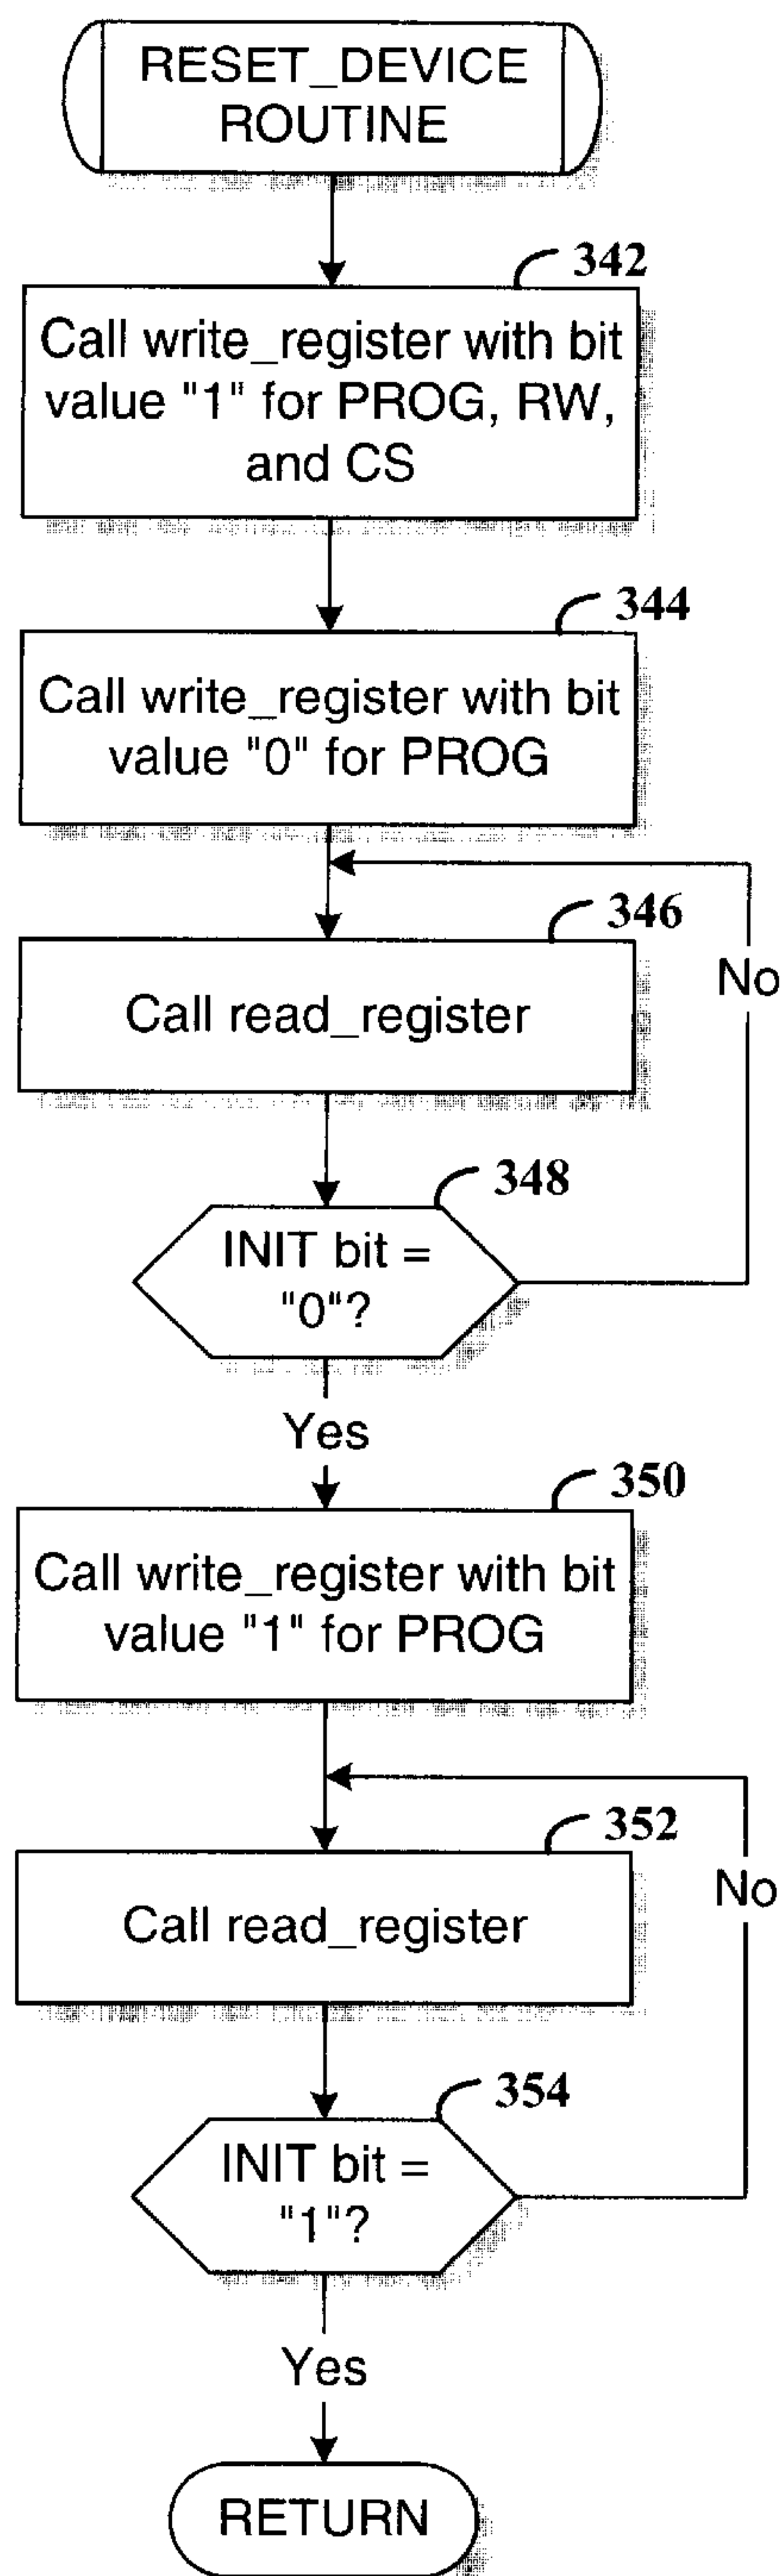 RESET_DEVICE
ROUTINE
342
Call write_register with bit
value "1" for PROG, RW,
and CS
344
Call write_register with bit
value "0" for PROG
346
No
Call read_register
348
INIT bit =
"0"?
Yes
350
Call write_register with bit
value "1" for PROG
352
No
Call read_register
354
INIT bit =
"1"?
Yes
RETURN